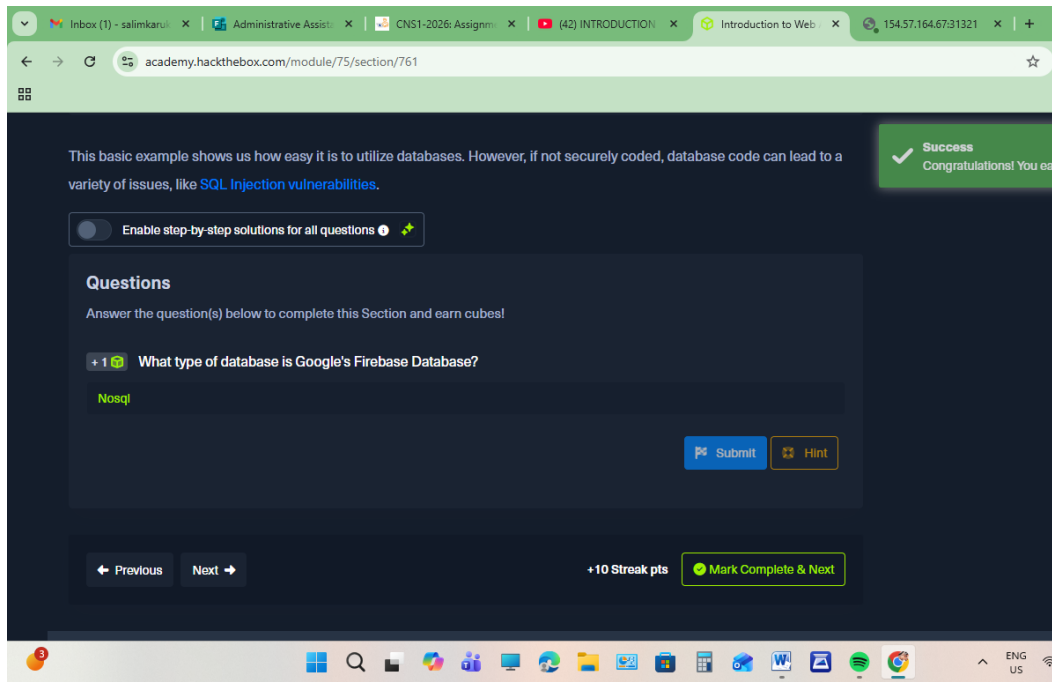 Inbox (1) - salimkaruk
Administrative Assista
CNS1-2026: Assignme
(42) INTRODUCTION
Introduction to Web A
154.57.164.67:31321
academy.hackthebox.com/module/75/section/761
This basic example shows us how easy it is to utilize databases. However, if not securely coded, database code can lead to a
variety of issues, like SQL Injection vulnerabilities.
Success
Congratulations! You ea
Enable step-by-step solutions for all questions
Questions
Answer the question(s) below to complete this Section and earn cubes!
+ 1 What type of database is Google's Firebase Database?
Nosql
Submit
Hint
Previous
Next
+10 Streak pts
Mark Complete & Next
3
ENG
US